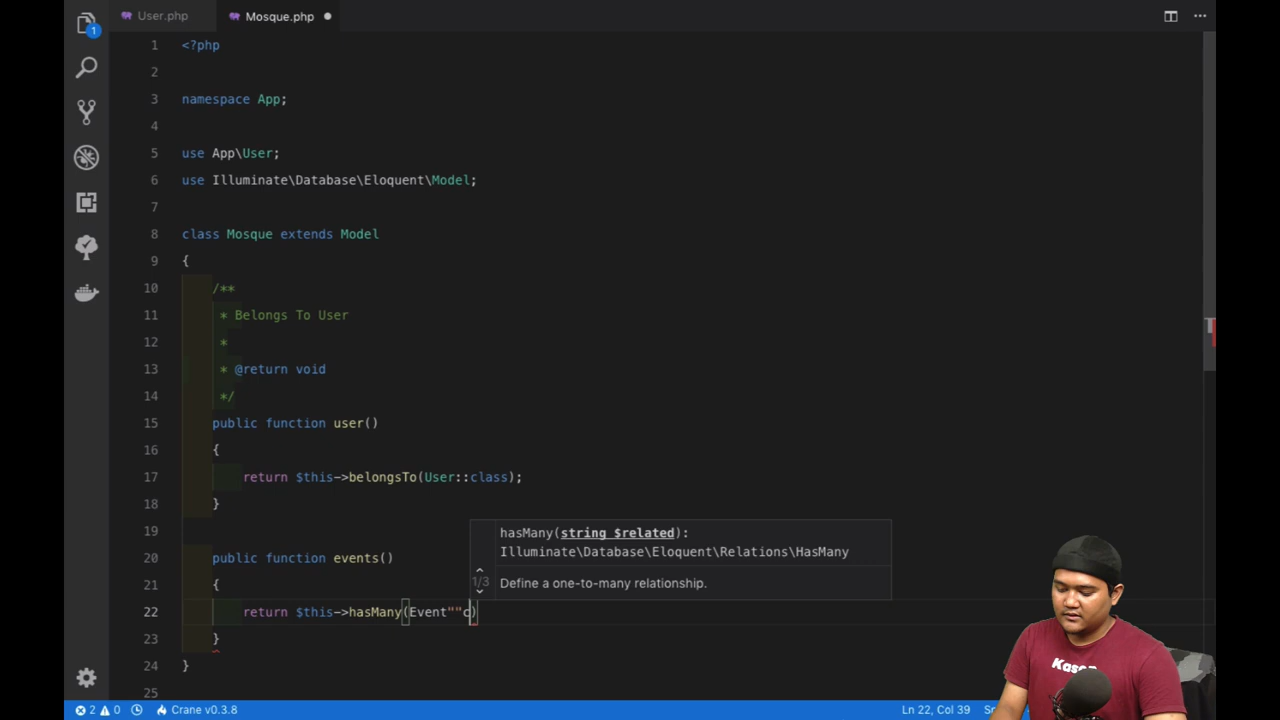 User.php
Mosque.php
1
1 <?php
2
3 namespace App;
4
5 use App\User;
6 use Illuminate\Database\Eloquent\Model;
7
8 class Mosque extends Model
9 {
10 /**
11 * Belongs To User
12 *
13 * @return void
14 */
15 public function user()
16 {
17 return $this->belongsTo(User::class);
18 }
19
hasMany(string $related):
Illuminate\Database\Eloquent\Relations\HasMany
1/3 Define a one-to-many relationship.
20 public function events()
21 {
22 return $this->hasMany(Event""c)
23 }
24 }
25
2 0 Crane v0.3.8
Ln 22, Col 39